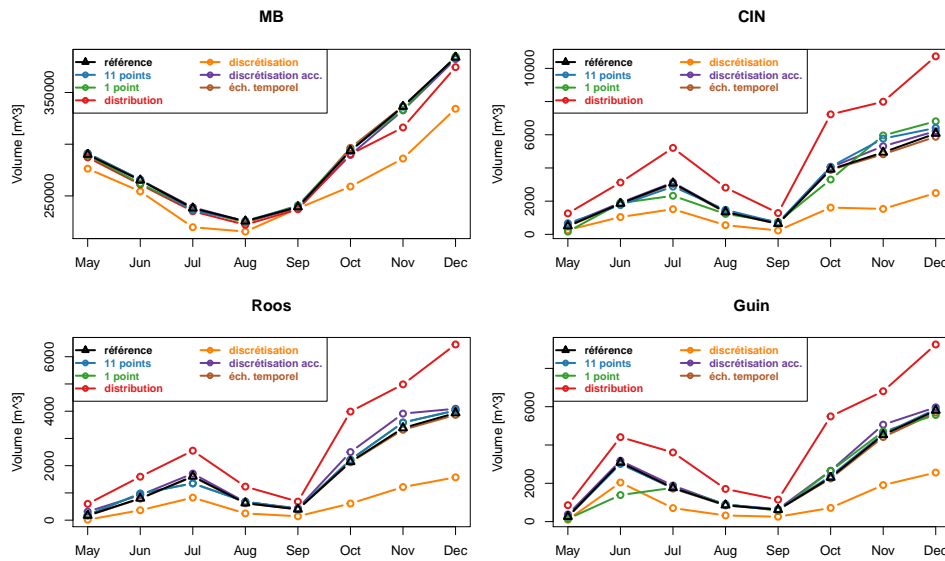 MB
Volume [m^3]
350000
250000
référence
11 points
1 point
distribution
discrétisation
discrétisation acc.
éch. temporel
May Jun Jul Aug Sep Oct Nov Dec
CIN
Volume [m^3]
10000
6000
4000
2000
0
référence
11 points
1 point
distribution
discrétisation
discrétisation acc.
éch. temporel
May Jun Jul Aug Sep Oct Nov Dec
Roos
Volume [m^3]
6000
4000
2000
0
référence
11 points
1 point
distribution
discrétisation
discrétisation acc.
éch. temporel
May Jun Jul Aug Sep Oct Nov Dec
Guin
Volume [m^3]
6000
2000
0
référence
11 points
1 point
distribution
discrétisation
discrétisation acc.
éch. temporel
May Jun Jul Aug Sep Oct Nov Dec